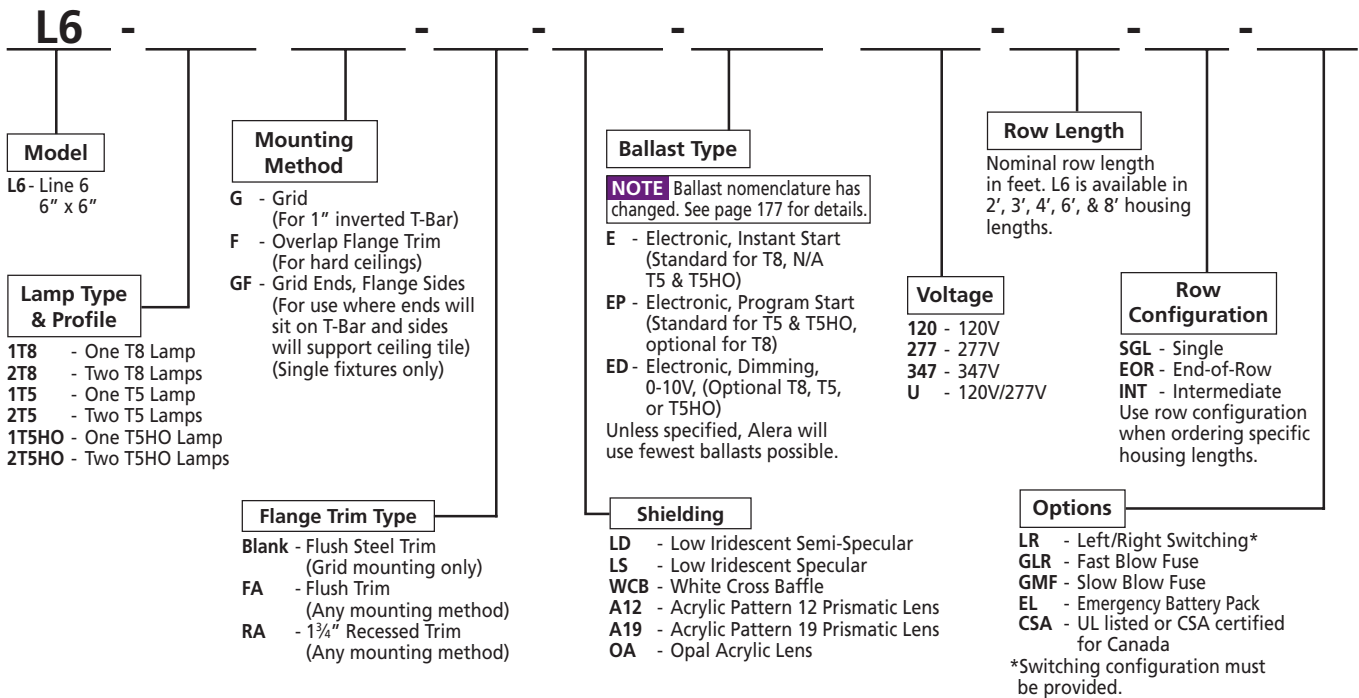 L6 - - - - - - -
Model
L6 - Line 6
6" x 6"
Lamp Type
& Profile
1T8 - One T8 Lamp
2T8 - Two T8 Lamps
1T5 - One T5 Lamp
2T5 - Two T5 Lamps
1T5HO - One T5HO Lamp
2T5HO - Two T5HO Lamps
Mounting
Method
G - Grid
(For 1" inverted T-Bar)
F - Overlap Flange Trim
(For hard ceilings)
GF - Grid Ends, Flange Sides
(For use where ends will
sit on T-Bar and sides
will support ceiling tile)
(Single fixtures only)
Flange Trim Type
Blank - Flush Steel Trim
(Grid mounting only)
FA - Flush Trim
(Any mounting method)
RA - 1¾" Recessed Trim
(Any mounting method)
Ballast Type
NOTE Ballast nomenclature has
changed. See page 177 for details.
E - Electronic, Instant Start
(Standard for T8, N/A
T5 & T5HO)
EP - Electronic, Program Start
(Standard for T5 & T5HO,
optional for T8)
ED - Electronic, Dimming,
0-10V, (Optional T8, T5,
or T5HO)
Unless specified, Alera will
use fewest ballasts possible.
Shielding
LD - Low Iridescent Semi-Specular
LS - Low Iridescent Specular
WCB - White Cross Baffle
A12 - Acrylic Pattern 12 Prismatic Lens
A19 - Acrylic Pattern 19 Prismatic Lens
OA - Opal Acrylic Lens
Voltage
120 - 120V
277 - 277V
347 - 347V
U - 120V/277V
Row Length
Nominal row length
in feet. L6 is available in
2', 3', 4', 6', & 8' housing
lengths.
Row
Configuration
SGL - Single
EOR - End-of-Row
INT - Intermediate
Use row configuration
when ordering specific
housing lengths.
Options
LR - Left/Right Switching*
GLR - Fast Blow Fuse
GMF - Slow Blow Fuse
EL - Emergency Battery Pack
CSA - UL listed or CSA certified
for Canada
*Switching configuration must
be provided.